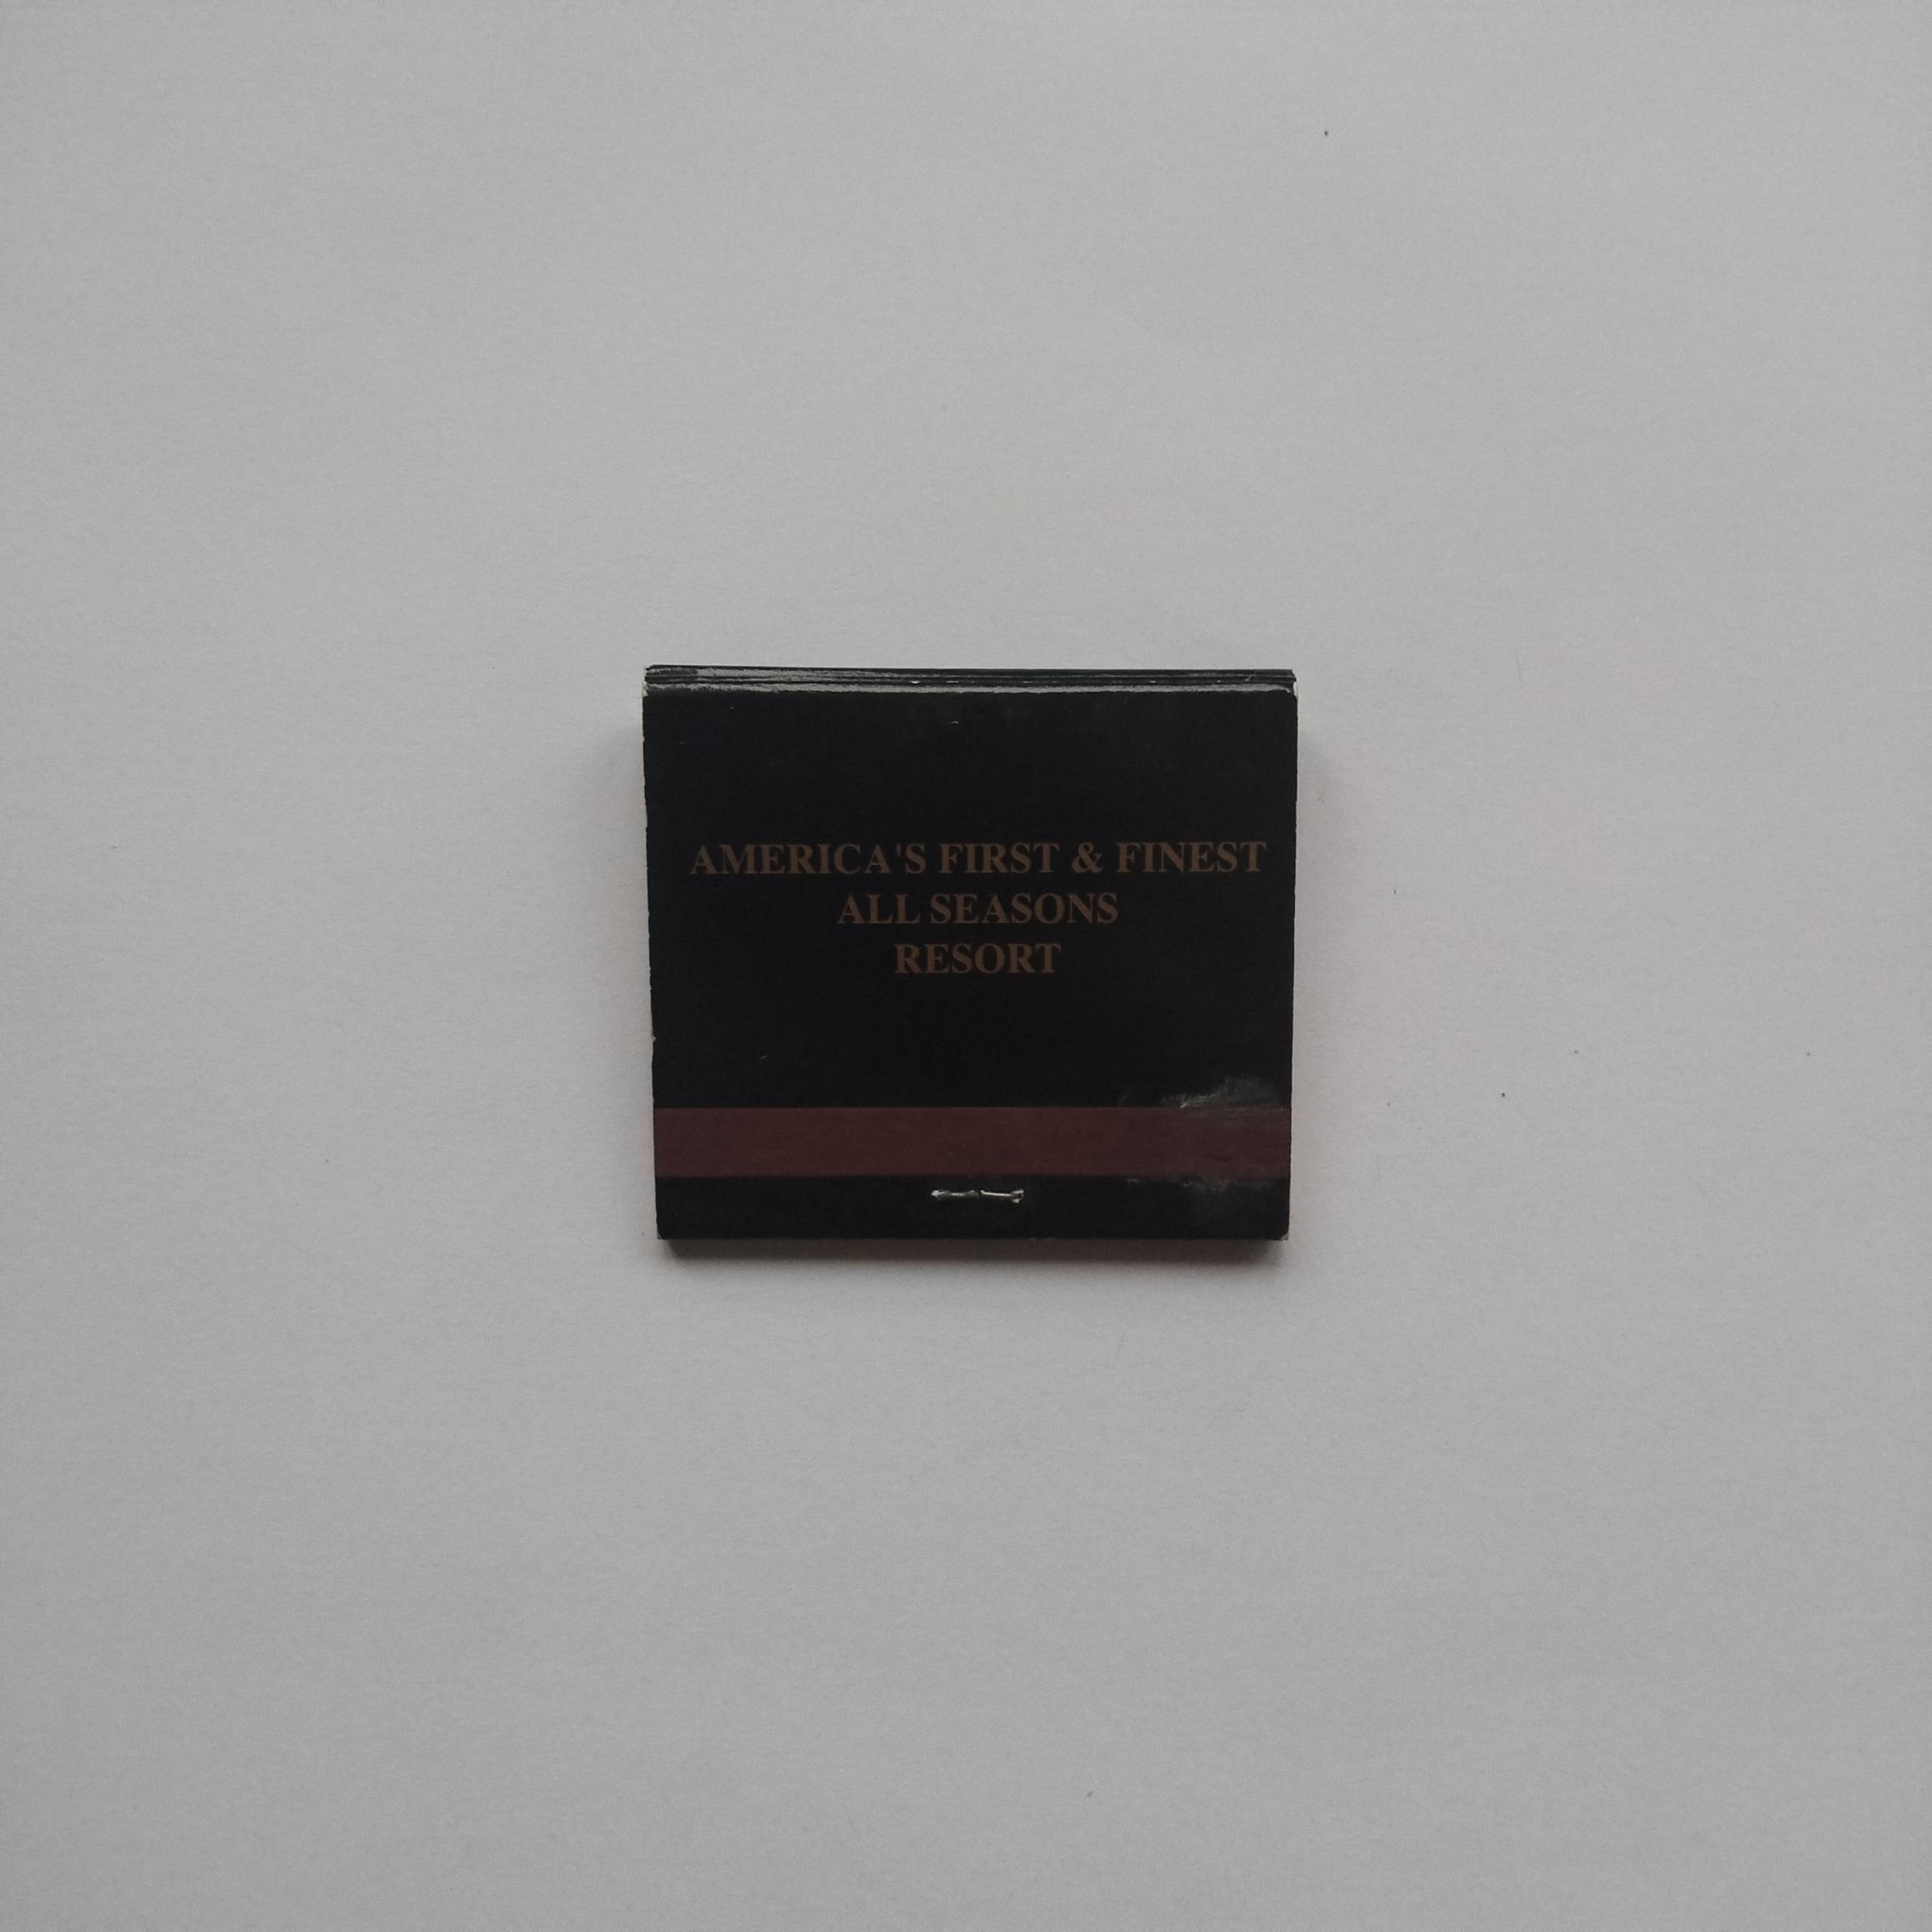 AMERICA'S FIRST & FINEST
ALL SEASONS
RESORT